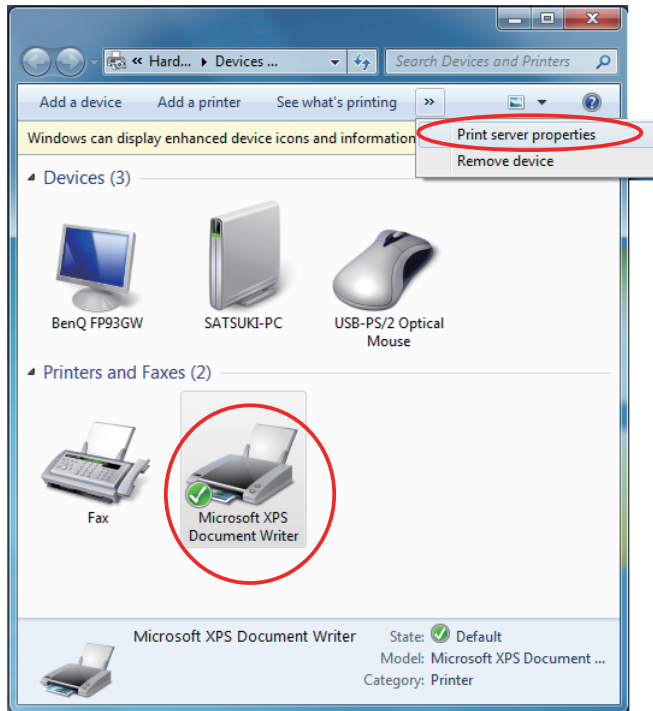 « Hard... ▸ Devices ...
Search Devices and Printers
Add a device Add a printer See what's printing »
Windows can display enhanced device icons and information
Print server properties
Remove device
Devices (3)
BenQ FP93GW
SATSUKI-PC
USB-PS/2 Optical
Mouse
Printers and Faxes (2)
Fax
Microsoft XPS
Document Writer
Microsoft XPS Document Writer State: Default
Model: Microsoft XPS Document ...
Category: Printer